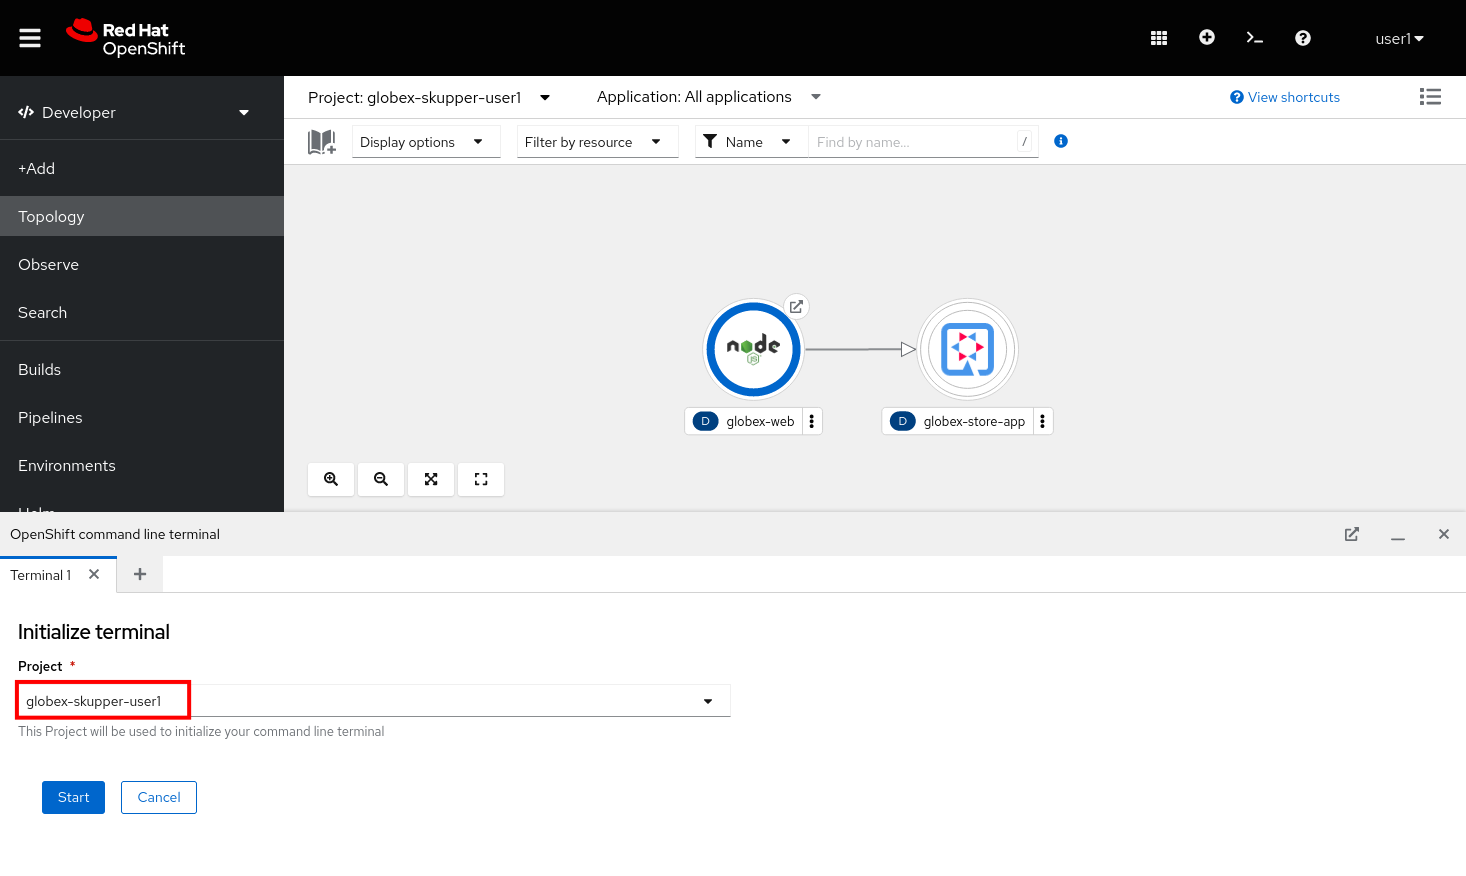 Red Hat
OpenShift
user1
Developer
Project: globex-skupper-user1
Application: All applications
View shortcuts
Display options
Filter by resource
Name
Find by name...
/
+Add
Topology
Observe
Search
Builds
Pipelines
Environments
Helm
node
JS
D globex-web
D globex-store-app
OpenShift command line terminal
Terminal 1
Initialize terminal
Project *
globex-skupper-user1
This Project will be used to initialize your command line terminal
Start
Cancel